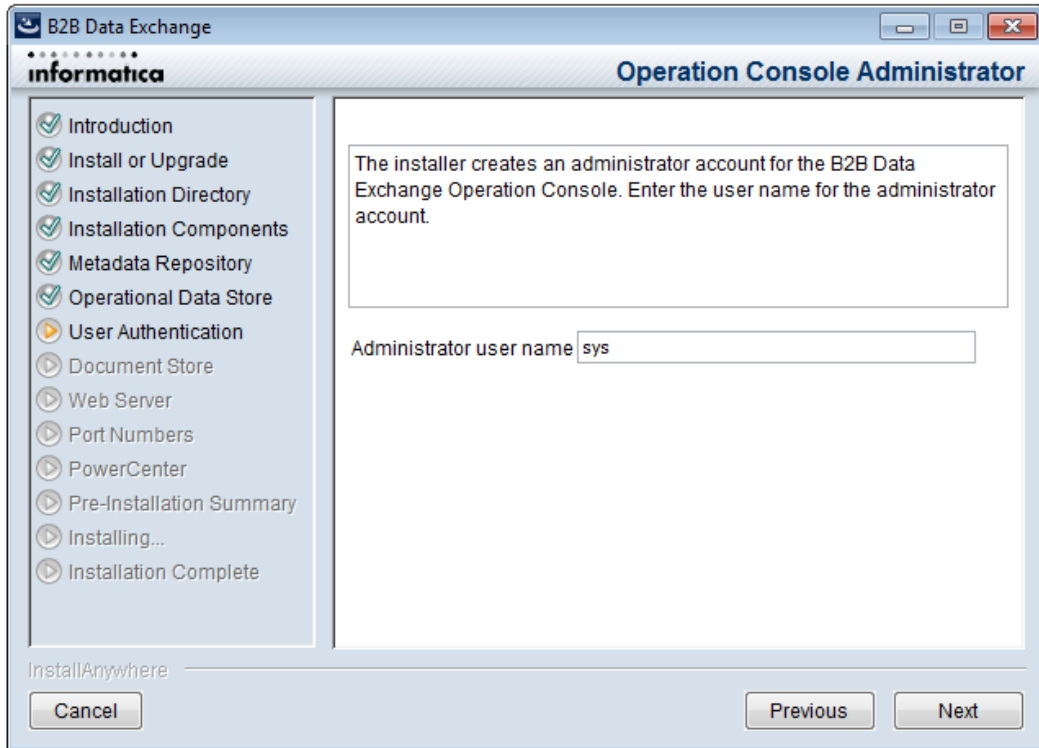 B2B Data Exchange
informatica
Operation Console Administrator
Introduction
Install or Upgrade
Installation Directory
Installation Components
Metadata Repository
Operational Data Store
User Authentication
Document Store
Web Server
Port Numbers
PowerCenter
Pre-Installation Summary
Installing...
Installation Complete
The installer creates an administrator account for the B2B Data
Exchange Operation Console. Enter the user name for the administrator
account.
Administrator user name sys
InstallAnywhere
Cancel
Previous
Next